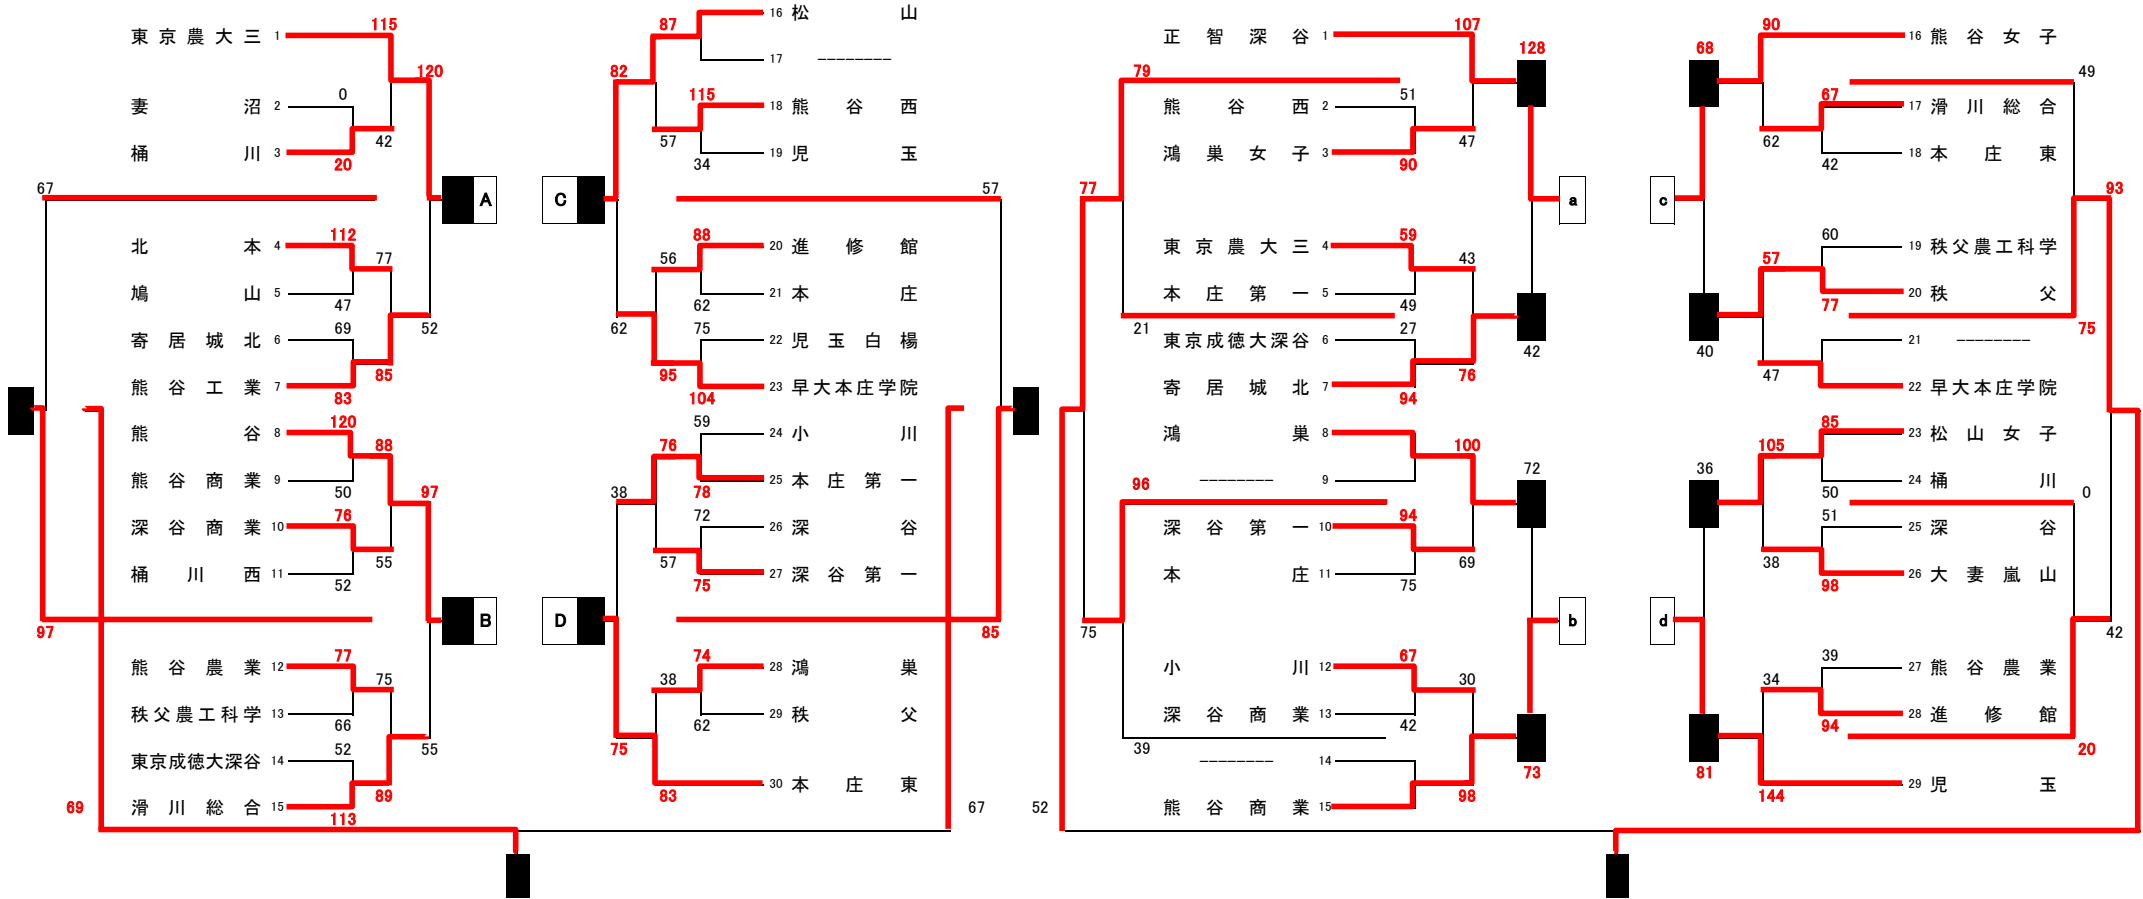 115
東京農大三 1
120
0
妻沼 2
42
桶川 3
20
67
A
112
北本 4
77
鳩山 5
47
52
69
寄居城北 6
85
熊谷工業 7
83
120
熊谷 8
88
熊谷商業 9
50
97
76
深谷商業 10
55
桶川西 11
52
B
97
77
熊谷農業 12
75
秩父農工科学 13
66
55
52
東京成徳大深谷 14
89
滑川総合 15
113
69
16 松山
87
17 --------
82
115
18 熊谷西
57
34
19 児玉
C
57
88
20 進修館
56
62
21 本庄
62
75
22 児玉白楊
95
23 早大本庄学院
104
59
24 小川
76
25 本庄第一
78
38
72
26 深谷
57
27 深谷第一
75
D
85
74
28 鴻巣
38
62
29 秩父
75
30 本庄東
83
67
107
正智深谷 1
128
79
51
熊谷西 2
47
鴻巣女子 3
90
77
a
59
東京農大三 4
43
本庄第一 5
49
21
27
東京成徳大深谷 6
42
76
寄居城北 7
94
鴻巣 8
100
72
-------- 9
96
94
深谷第一 10
69
本庄 11
75
b
75
67
小川 12
30
深谷商業 13
42
39
-------- 14
73
98
熊谷商業 15
52
90
16 熊谷女子
68
49
67
17 滑川総合
62
42
18 本庄東
c
93
60
19 秩父農工科学
57
20 秩父
77
75
21 --------
40
47
22 早大本庄学院
85
23 松山女子
105
36
24 桶川
50
0
51
25 深谷
38
26 大妻嵐山
98
d
42
39
27 熊谷農業
34
28 進修館
94
20
81
29 児玉
144